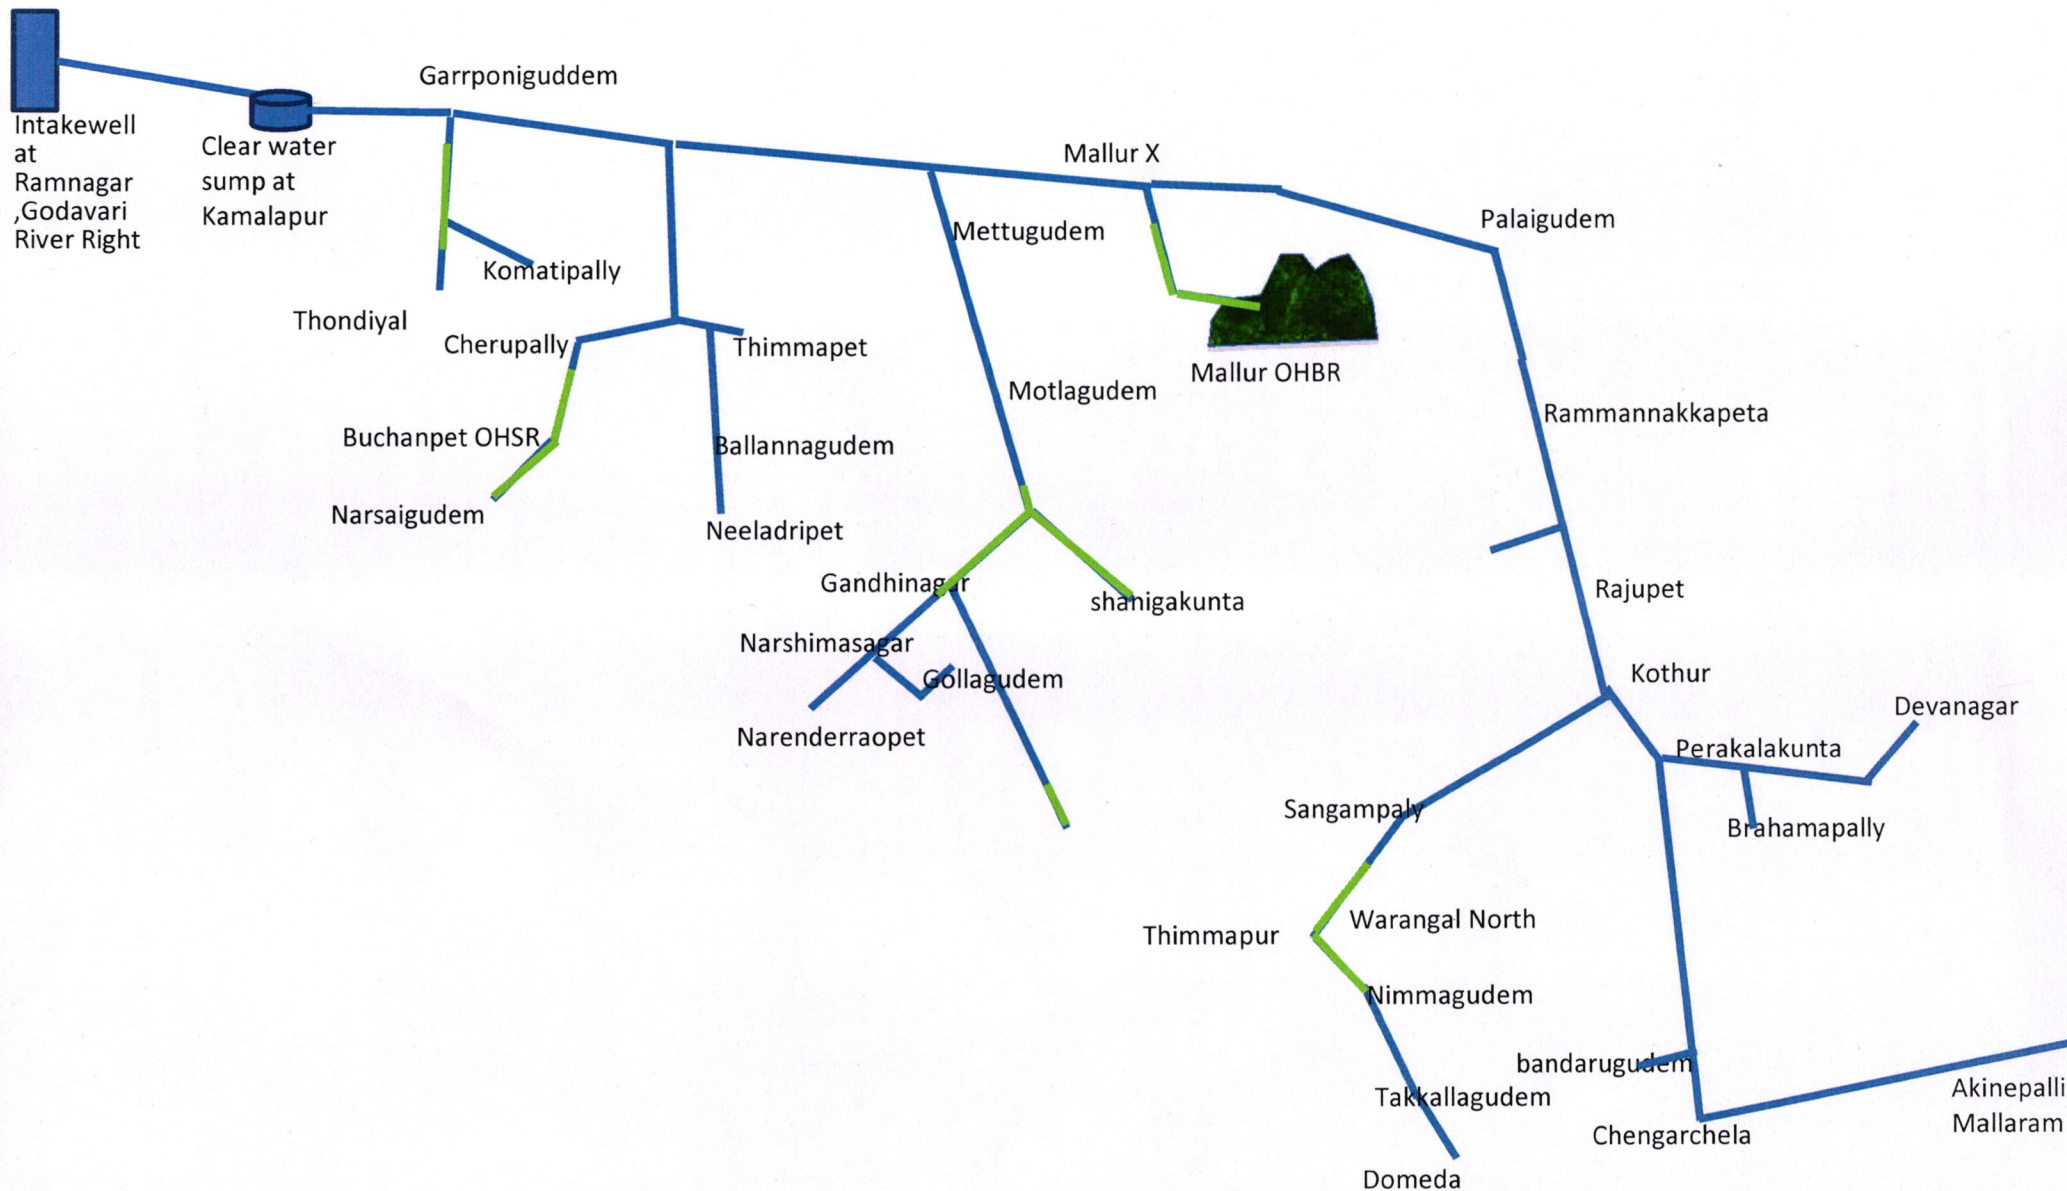 Garrponiguddem
Intakewell
at
Ramnagar
,Godavari
River Right
Clear water
sump at
Kamalapur
Mallur X
Palaigudem
Mettugudem
Komatipally
Thondiyal
Cherupally
Thimmapet
Mallur OHBR
Motlagudem
Rammannakkapeta
Buchanpet OHSR
Ballannagudem
Narsaigudem
Neeladripet
Gandhinagar
shanigakunta
Rajupet
Narshimasagar
Gollagudem
Kothur
Devanagar
Narenderraopet
Perakalakunta
Sangampaly
Brahamapally
Warangal North
Thimmapur
Nimmagudem
bandarugudem
Takkallagudem
Akinepalli
Mallaram
Chengarchela
Domeda